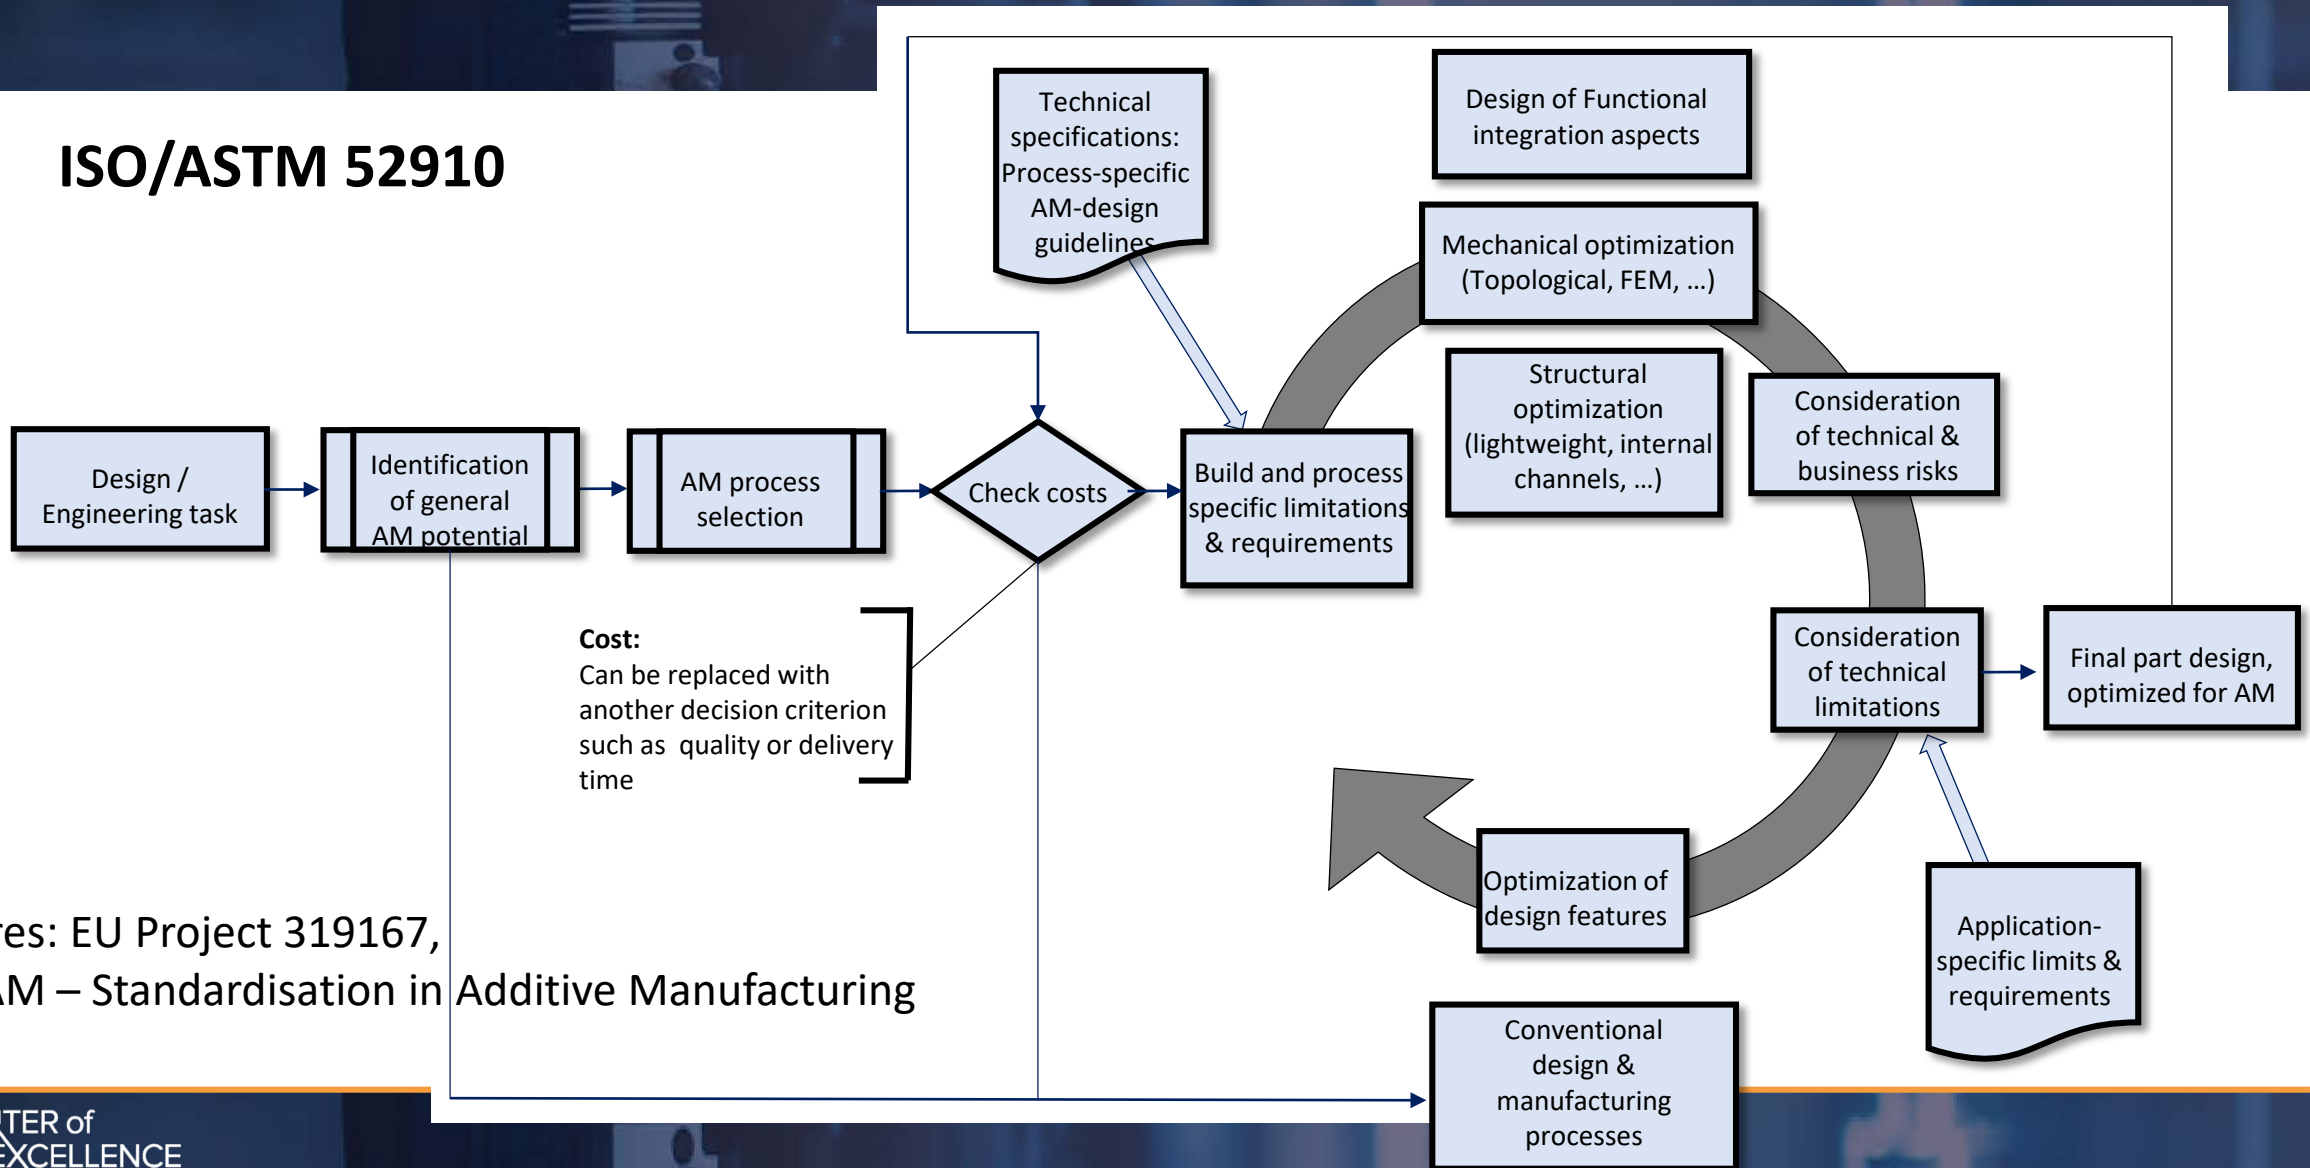 ISO/ASTM 52910
Technical
specifications:
Process-specific
AM-design
guidelines
Design of Functional
integration aspects
Mechanical optimization
(Topological, FEM, ...)
Structural
optimization
(lightweight, internal
channels, ...)
Consideration
of technical &
business risks
Design /
Engineering task
Identification
of general
AM potential
AM process
selection
Check costs
Build and process
specific limitations
& requirements
Cost:
Can be replaced with
another decision criterion
such as  quality or delivery
time
Consideration
of technical
limitations
Final part design,
optimized for AM
Optimization of
design features
Application-
specific limits &
requirements
Conventional
design &
manufacturing
processes
res: EU Project 319167,
AM – Standardisation in Additive Manufacturing
TER of
EXCELLENCE